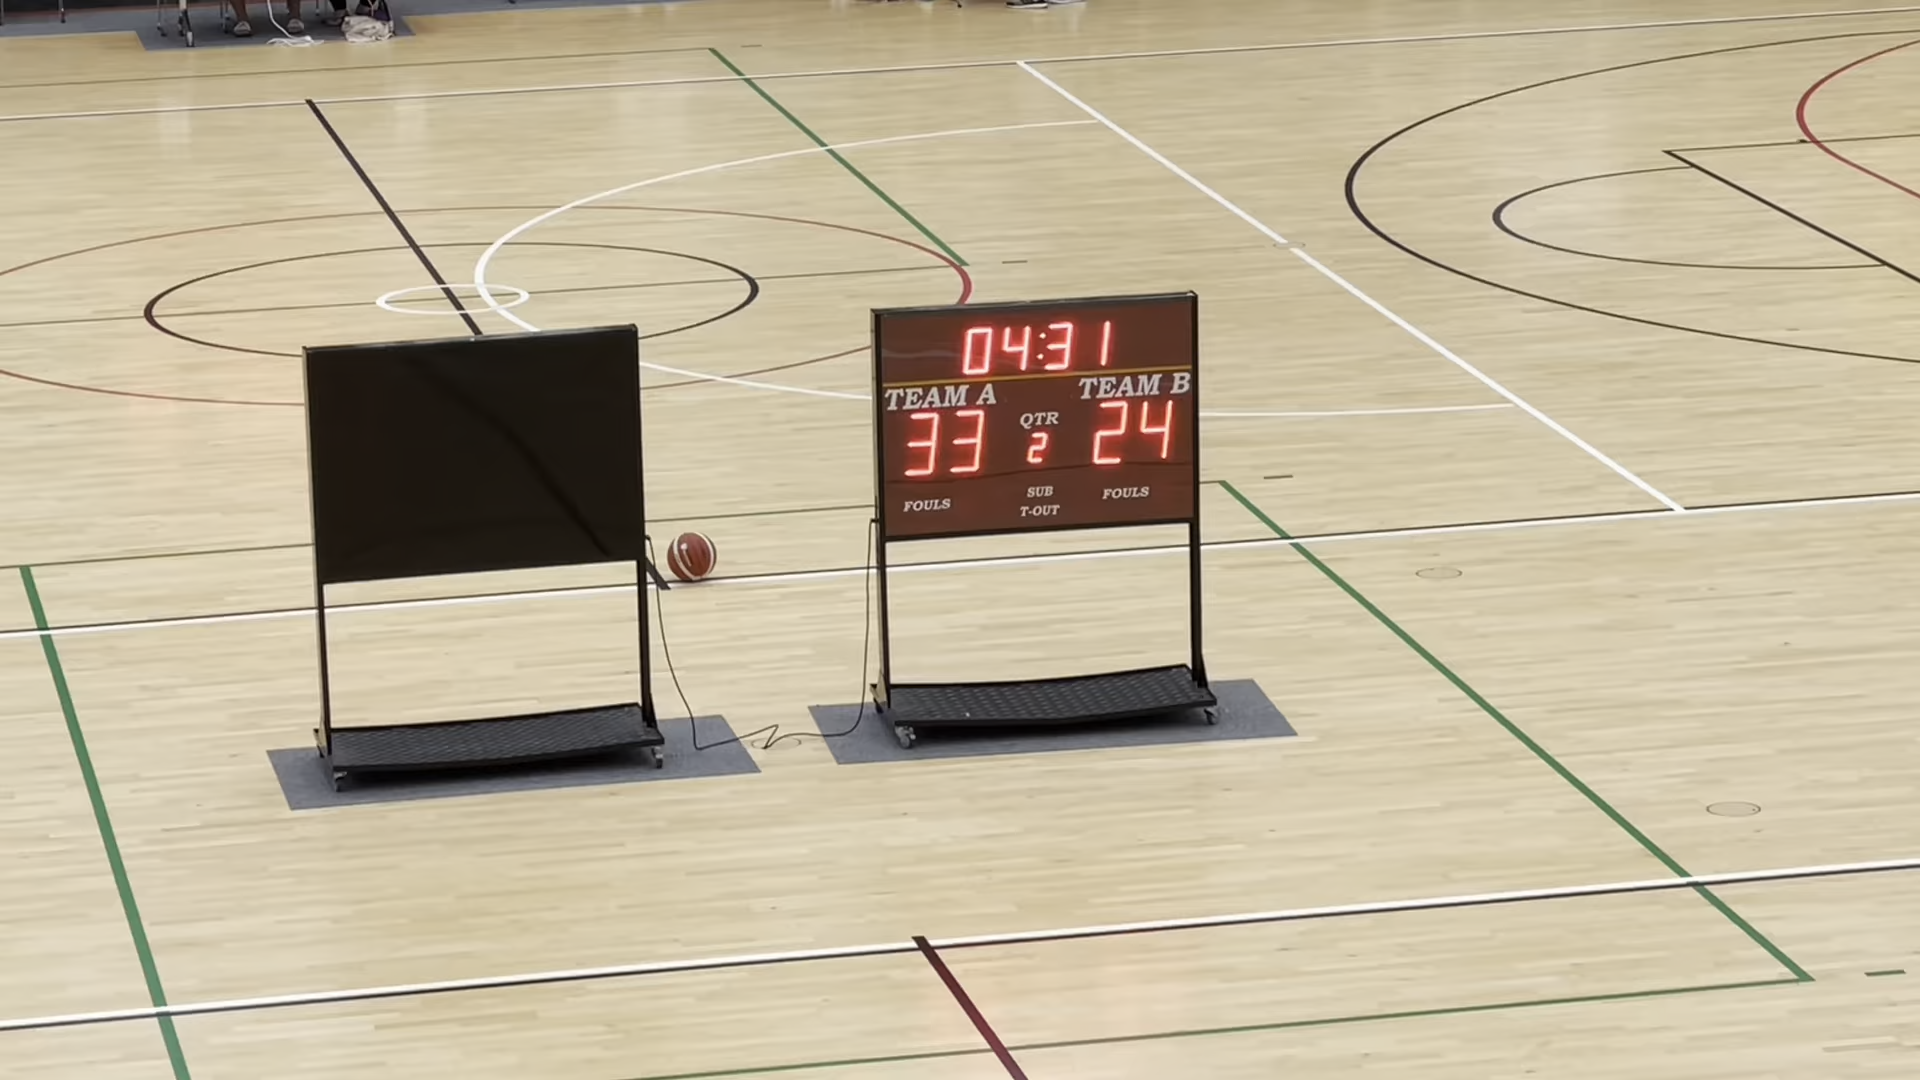 04:31
TEAM A TEAM B
33 QTR 24
2
FOULS SUB FOULS
T-OUT